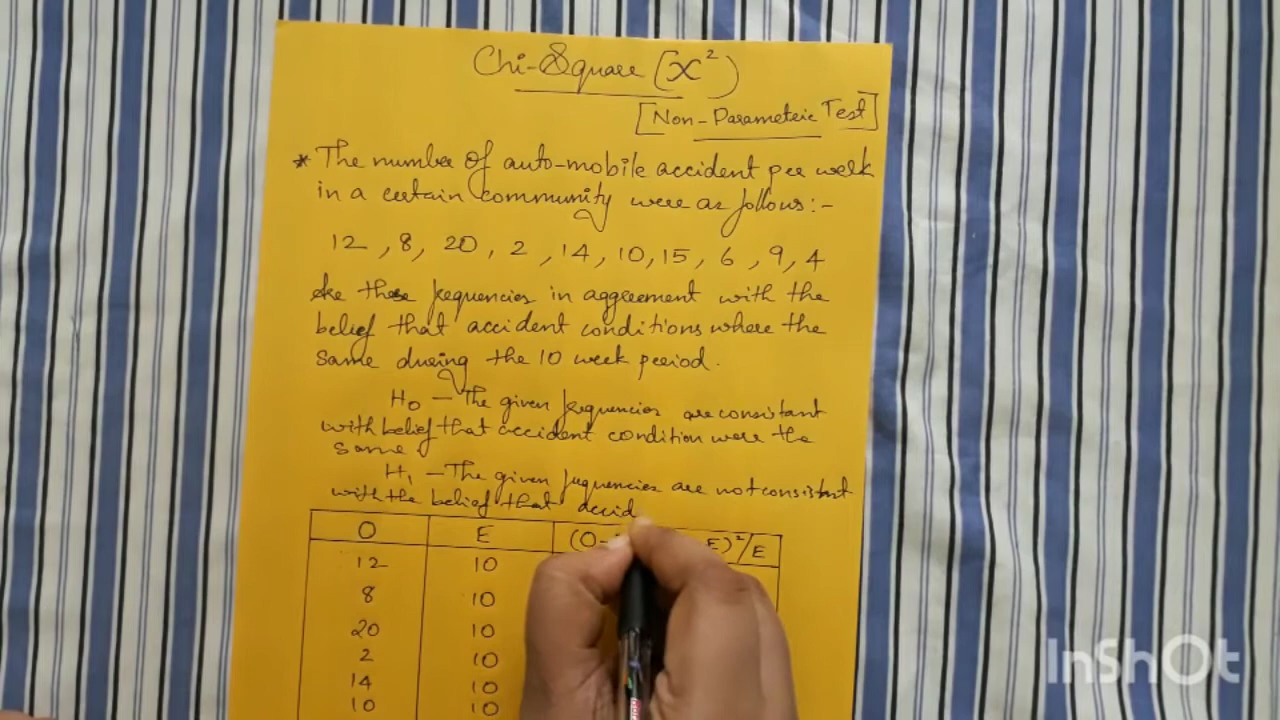 Chi-Square (X²)
[Non-Parametric Test]
* The number of auto-mobile accident per week
in a certain community were as follows:-
12, 8, 20, 2, 14, 10, 15, 6, 9, 4
Are these frequencies in aggreement with the
belief that accident conditions where the
same during the 10 week period.
H₀ - The given frequencies are consistant
with belief that accident condition were the
same.
H₁ - The given frequencies are not consistent
with the belief that accid
O E (O- E)²/E
12 10
8 10
20 10
2 10
14 10
10 10
InShOt